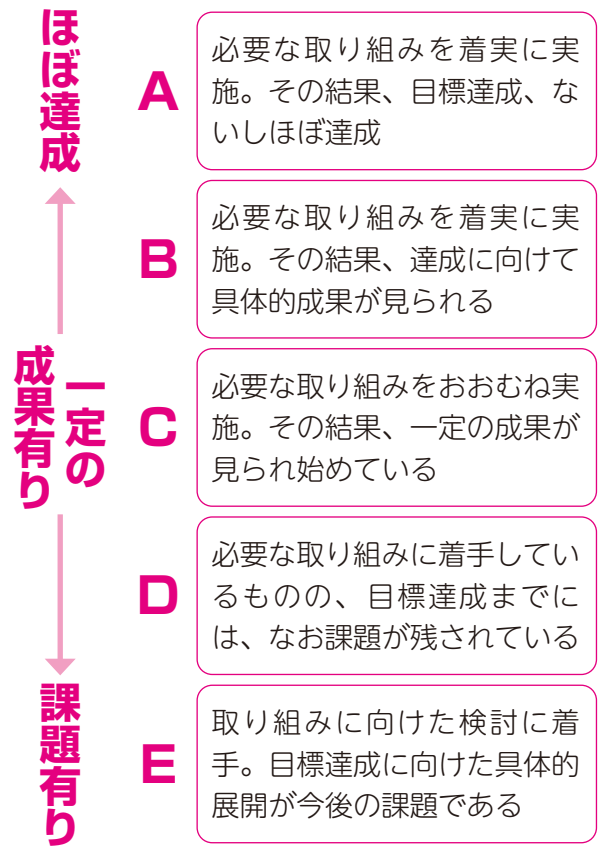 ほぼ達成
A
必要な取り組みを着実に実
施。その結果、目標達成、な
いしほぼ達成
B
必要な取り組みを着実に実
施。その結果、達成に向けて
具体的成果が見られる
一定の
成果有り
C
必要な取り組みをおおむね実
施。その結果、一定の成果が
見られ始めている
D
必要な取り組みに着手してい
るものの、目標達成までに
は、なお課題が残されている
課題有り
E
取り組みに向けた検討に着
手。目標達成に向けた具体的
展開が今後の課題である